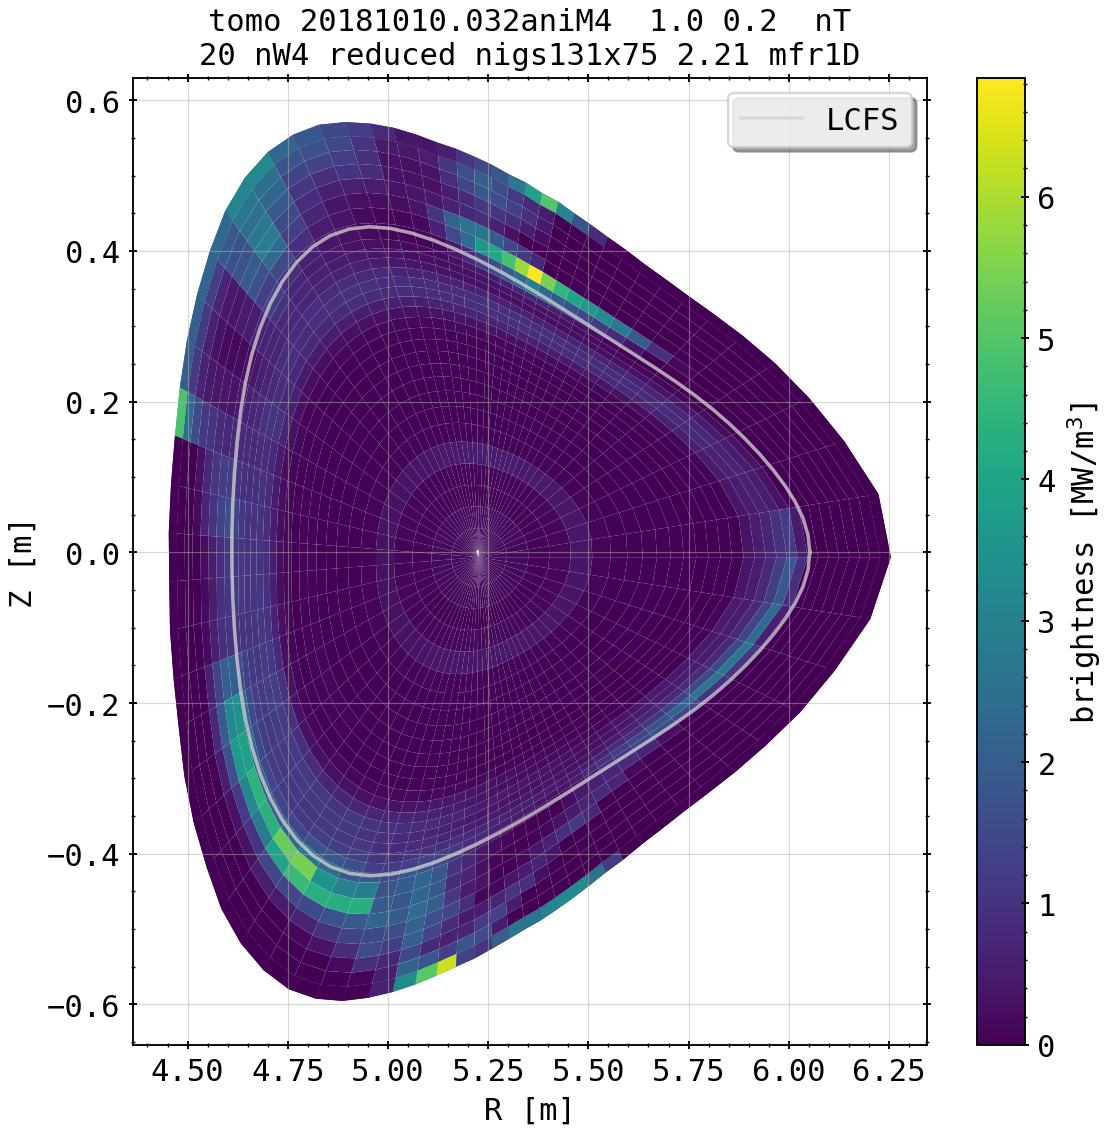 tomo 20181010.032aniM4  1.0 0.2  nT
20 nW4 reduced nigs131x75 2.21 mfr1D
LCFS
0.6
0.4
0.2
0.0
−0.2
−0.4
−0.6
Z [m]
4.50 4.75 5.00 5.25 5.50 5.75 6.00 6.25
R [m]
6
5
4
3
2
1
0
brightness [MW/m³]